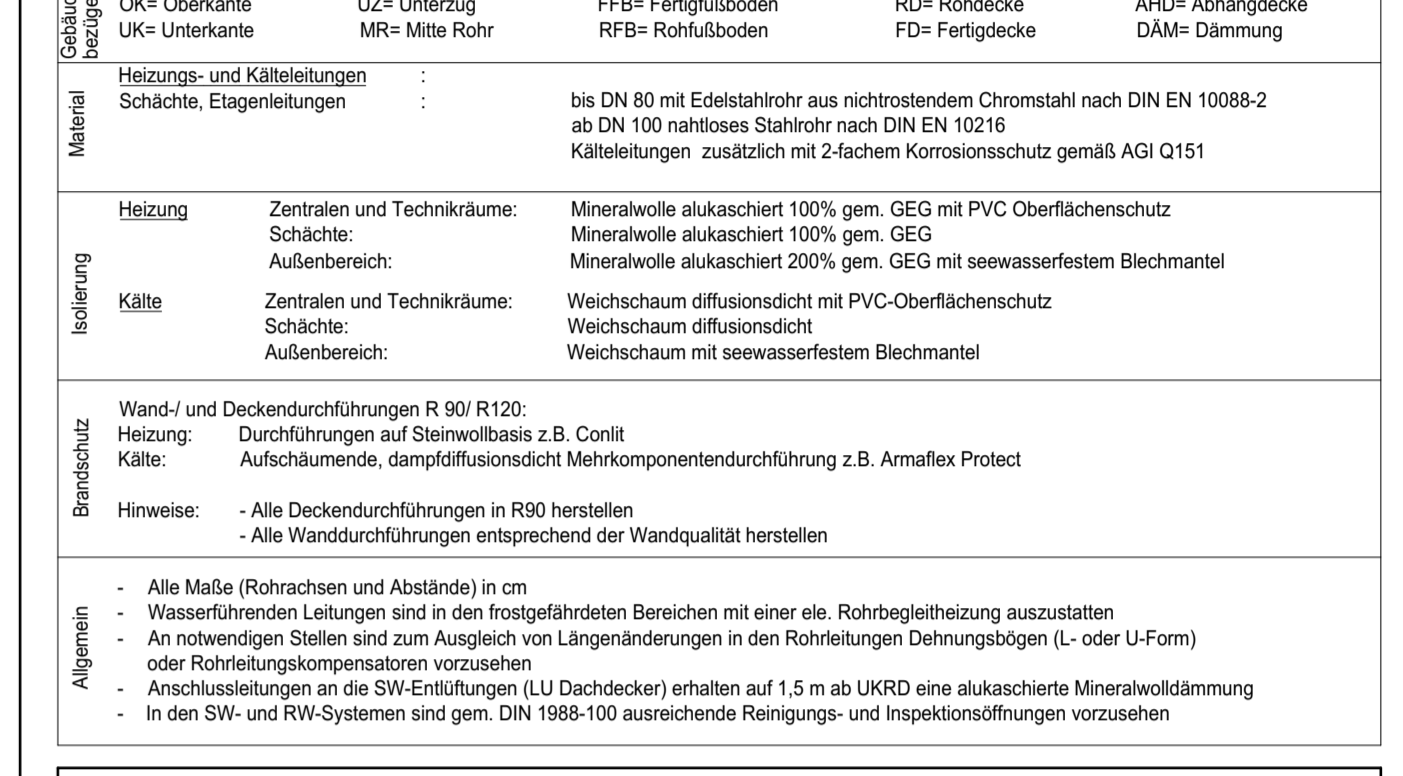 Gebäude
bezüge
OK= Oberkante UZ= Unterzug FFB= Fertigfußboden RD= Rohdecke AHD= Abhangdecke
UK= Unterkante MR= Mitte Rohr RFB= Rohfußboden FD= Fertigdecke DÄM= Dämmung
Material
Heizungs- und Kälteleitungen :
Schächte, Etagenleitungen : bis DN 80 mit Edelstahlrohr aus nichtrostendem Chromstahl nach DIN EN 10088-2
ab DN 100 nahtloses Stahlrohr nach DIN EN 10216
Kälteleitungen zusätzlich mit 2-fachem Korrosionsschutz gemäß AGI Q151
Isolierung
Heizung Zentralen und Technikräume: Mineralwolle alukaschiert 100% gem. GEG mit PVC Oberflächenschutz
Schächte: Mineralwolle alukaschiert 100% gem. GEG
Außenbereich: Mineralwolle alukaschiert 200% gem. GEG mit seewasserfestem Blechmantel
Kälte Zentralen und Technikräume: Weichschaum diffusionsdicht mit PVC-Oberflächenschutz
Schächte: Weichschaum diffusionsdicht
Außenbereich: Weichschaum mit seewasserfestem Blechmantel
Brandschutz
Wand-/ und Deckendurchführungen R 90/ R120:
Heizung: Durchführungen auf Steinwollbasis z.B. Conlit
Kälte: Aufschäumende, dampfdiffusionsdicht Mehrkomponentendurchführung z.B. Armaflex Protect
Hinweise: - Alle Deckendurchführungen in R90 herstellen
- Alle Wanddurchführungen entsprechend der Wandqualität herstellen
Allgemein
- Alle Maße (Rohrachsen und Abstände) in cm
- Wasserführenden Leitungen sind in den frostgefährdeten Bereichen mit einer ele. Rohrbegleitheizung auszustatten
- An notwendigen Stellen sind zum Ausgleich von Längenänderungen in den Rohrleitungen Dehnungsbögen (L- oder U-Form)
oder Rohrleitungskompensatoren vorzusehen
- Anschlussleitungen an die SW-Entlüftungen (LU Dachdecker) erhalten auf 1,5 m ab UKRD eine alukaschierte Mineralwolldämmung
- In den SW- und RW-Systemen sind gem. DIN 1988-100 ausreichende Reinigungs- und Inspektionsöffnungen vorzusehen